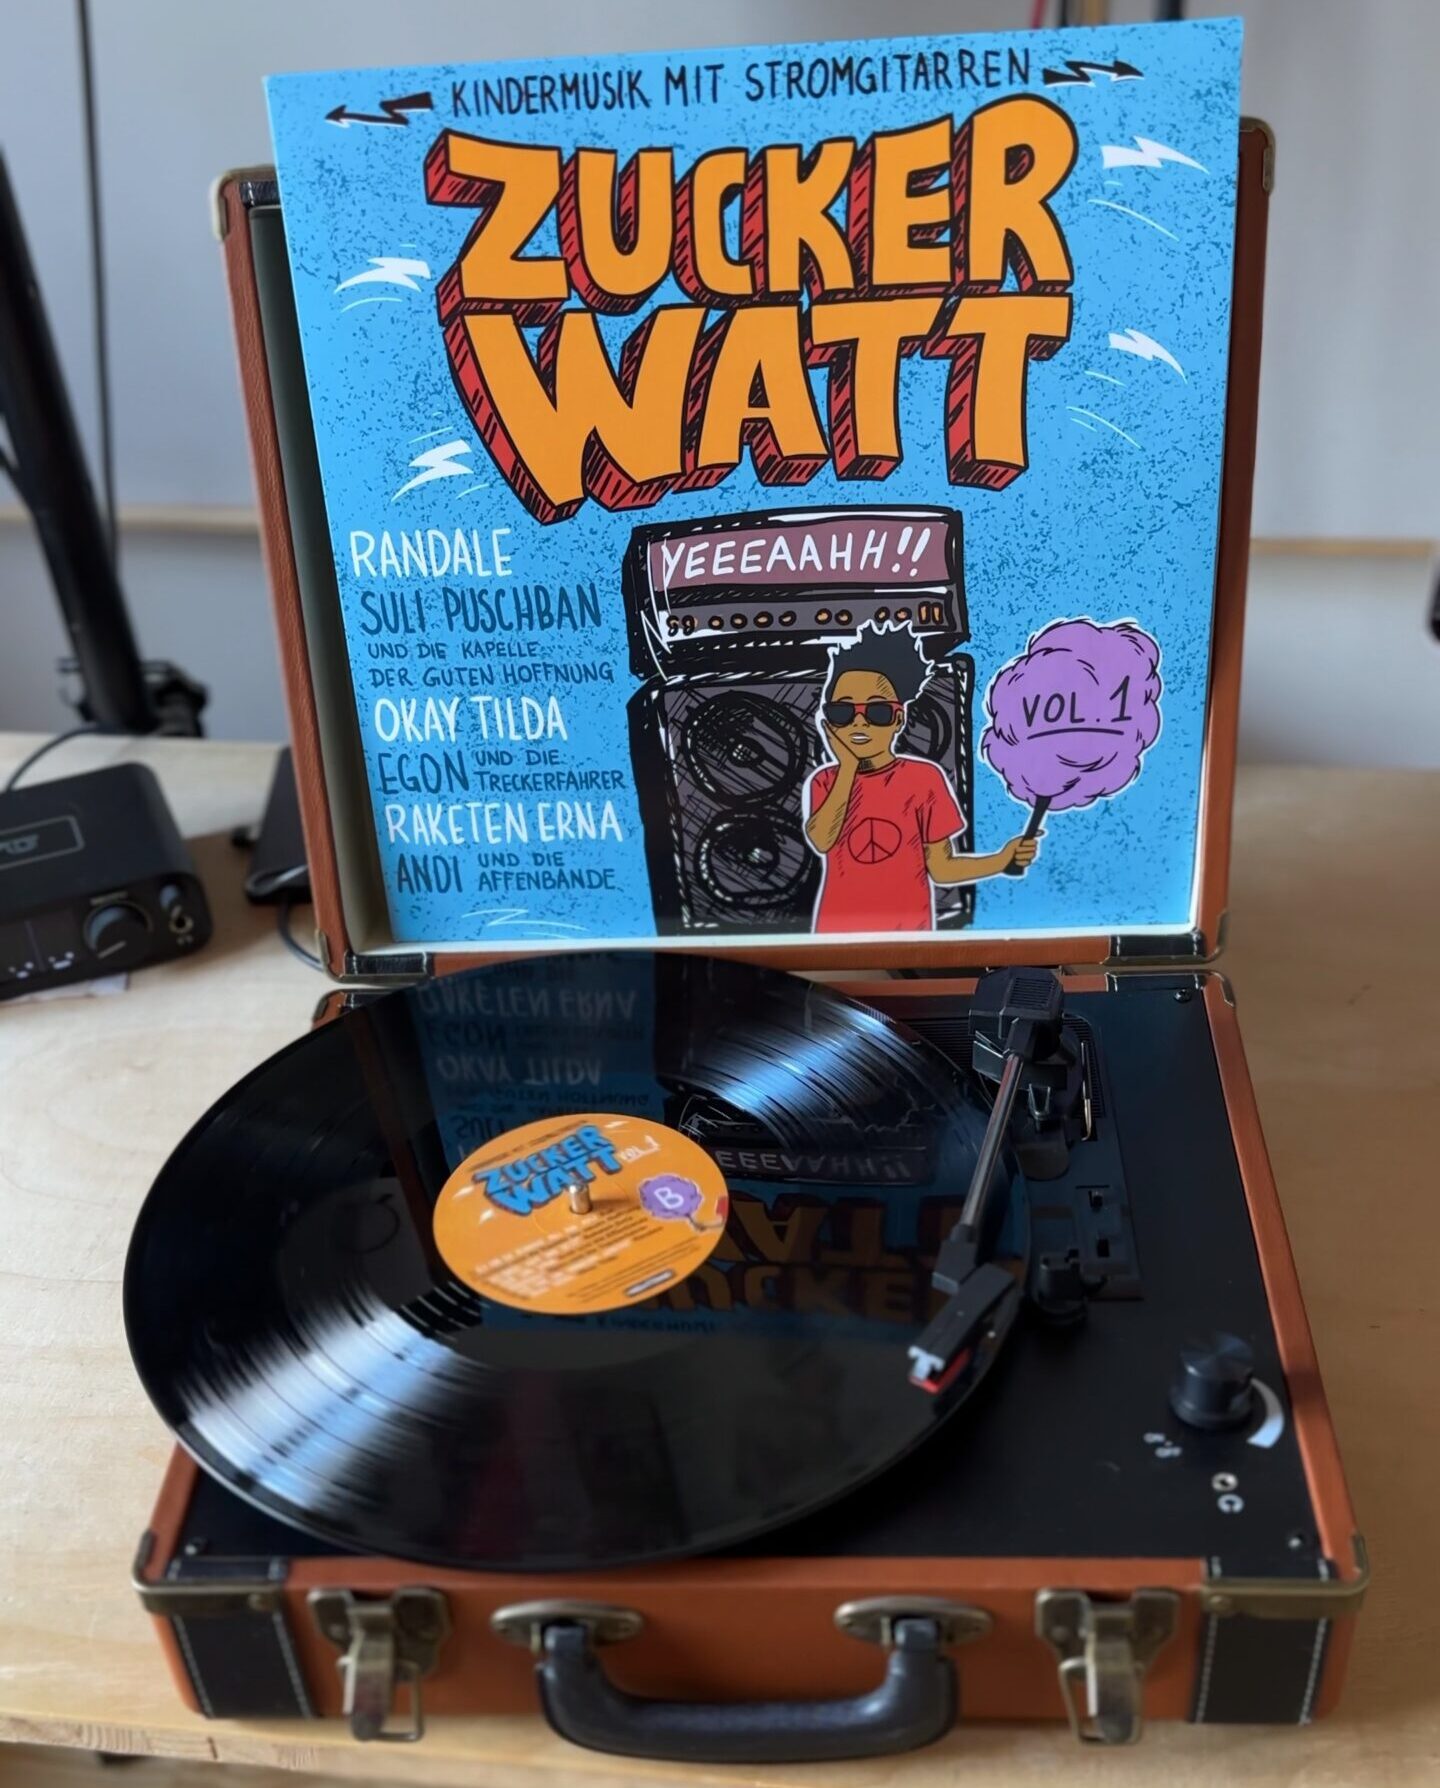 KINDERMUSIK MIT STROMGITARREN
ZUCKER
WATT
RANDALE
SULI PUSCHBAN
UND DIE KAPELLE
DER GUTEN HOFFNUNG
OKAY TILDA
EGON UND DIE
TRECKERFAHRER
RAKETEN ERNA
ANDI UND DIE
AFFENBANDE
YEEEAAHH!!
VOL. 1
ZUCKER
WATT VOL. 1
B